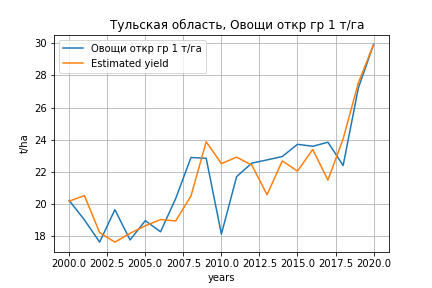 Тульская область, Овощи откр гр 1 т/га
Овощи откр гр 1 т/га
Estimated yield
30
28
26
24
22
20
18
t/ha
2000.0 2002.5 2005.0 2007.5 2010.0 2012.5 2015.0 2017.5 2020.0
years